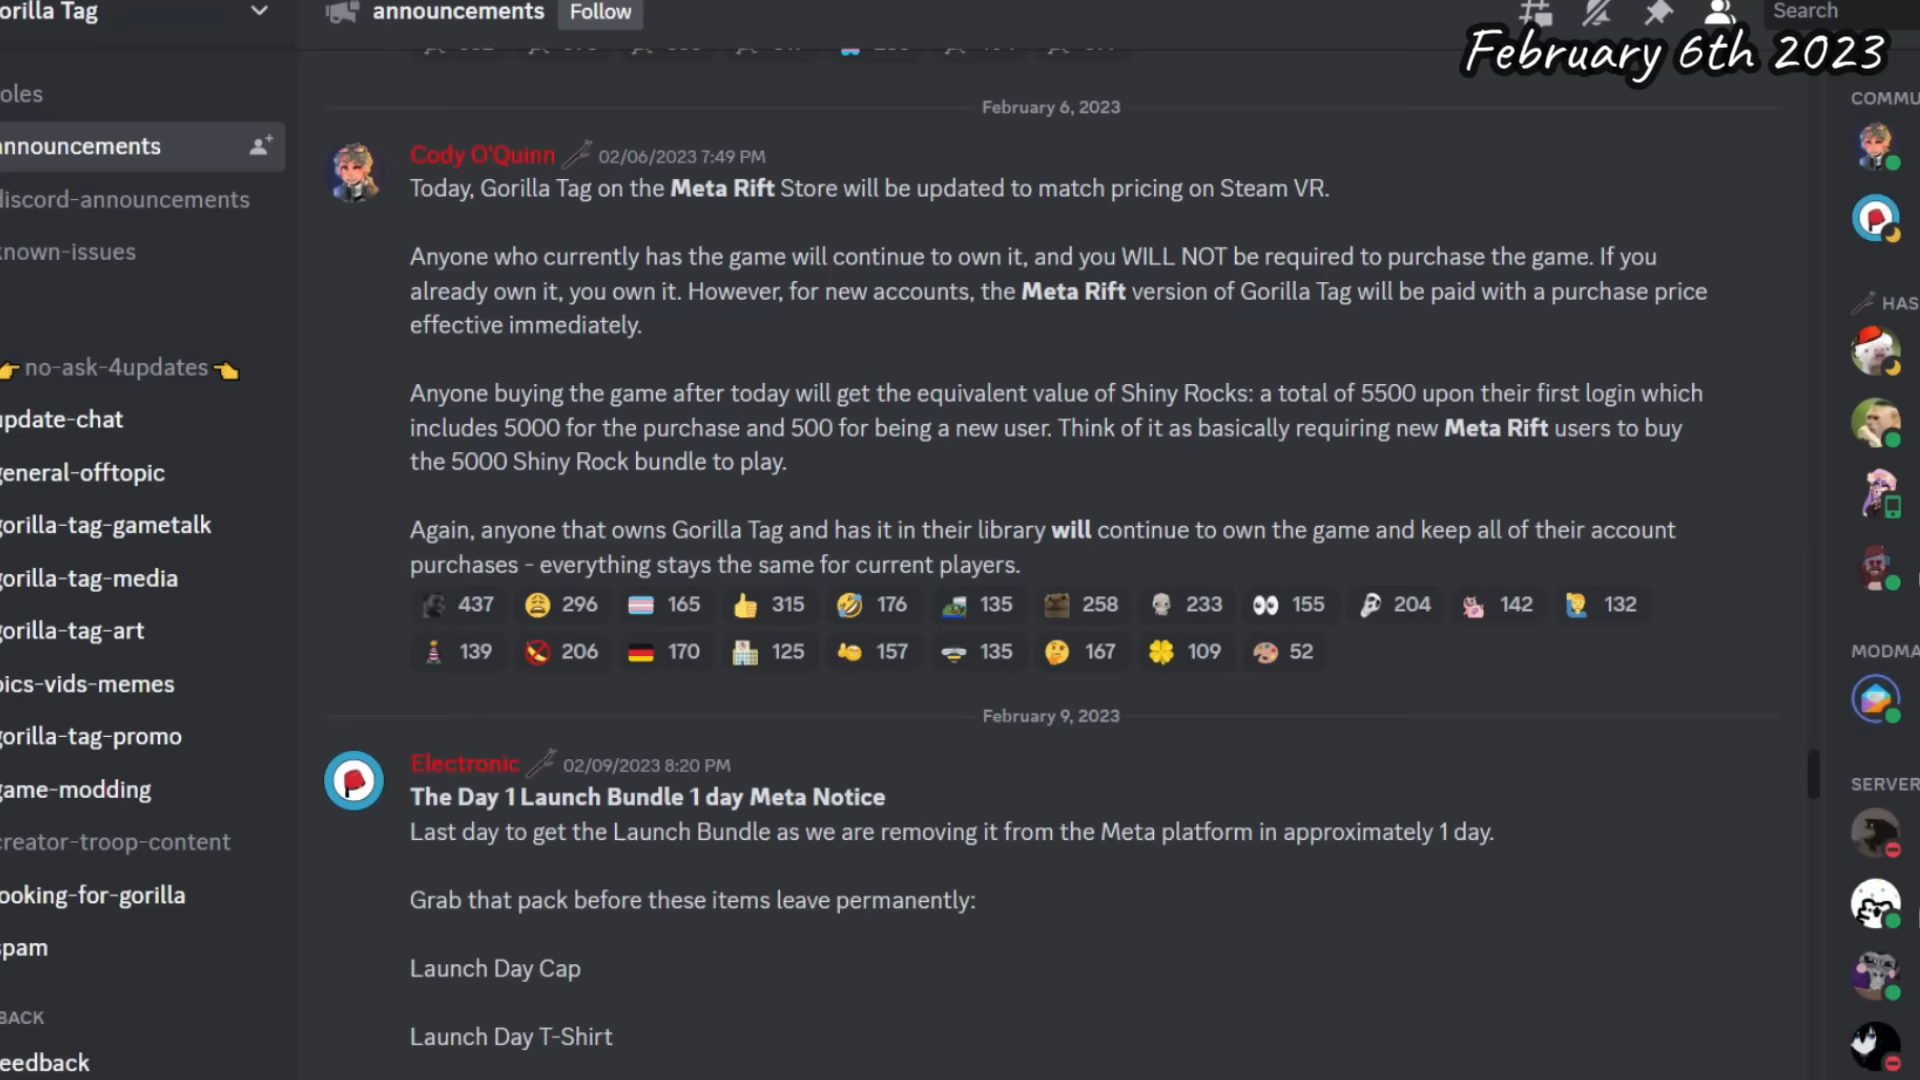 orilla Tag
announcements
Follow
Search
February 6th 2023
oles
nnouncements
discord-announcements
known-issues
no-ask-4updates
update-chat
general-offtopic
gorilla-tag-gametalk
gorilla-tag-media
gorilla-tag-art
pics-vids-memes
gorilla-tag-promo
game-modding
creator-troop-content
ooking-for-gorilla
spam
BACK
eedback
February 6, 2023
Cody O'Quinn 02/06/2023 7:49 PM
Today, Gorilla Tag on the Meta Rift Store will be updated to match pricing on Steam VR.
Anyone who currently has the game will continue to own it, and you WILL NOT be required to purchase the game. If you
already own it, you own it. However, for new accounts, the Meta Rift version of Gorilla Tag will be paid with a purchase price
effective immediately.
Anyone buying the game after today will get the equivalent value of Shiny Rocks: a total of 5500 upon their first login which
includes 5000 for the purchase and 500 for being a new user. Think of it as basically requiring new Meta Rift users to buy
the 5000 Shiny Rock bundle to play.
Again, anyone that owns Gorilla Tag and has it in their library will continue to own the game and keep all of their account
purchases - everything stays the same for current players.
437 296 165 315 176 135 258 233 155 204 142 132
139 206 170 125 157 135 167 109 52
February 9, 2023
Electronic 02/09/2023 8:20 PM
The Day 1 Launch Bundle 1 day Meta Notice
Last day to get the Launch Bundle as we are removing it from the Meta platform in approximately 1 day.
Grab that pack before these items leave permanently:
Launch Day Cap
Launch Day T-Shirt
COMMU
HAS
MODMA
SERVER